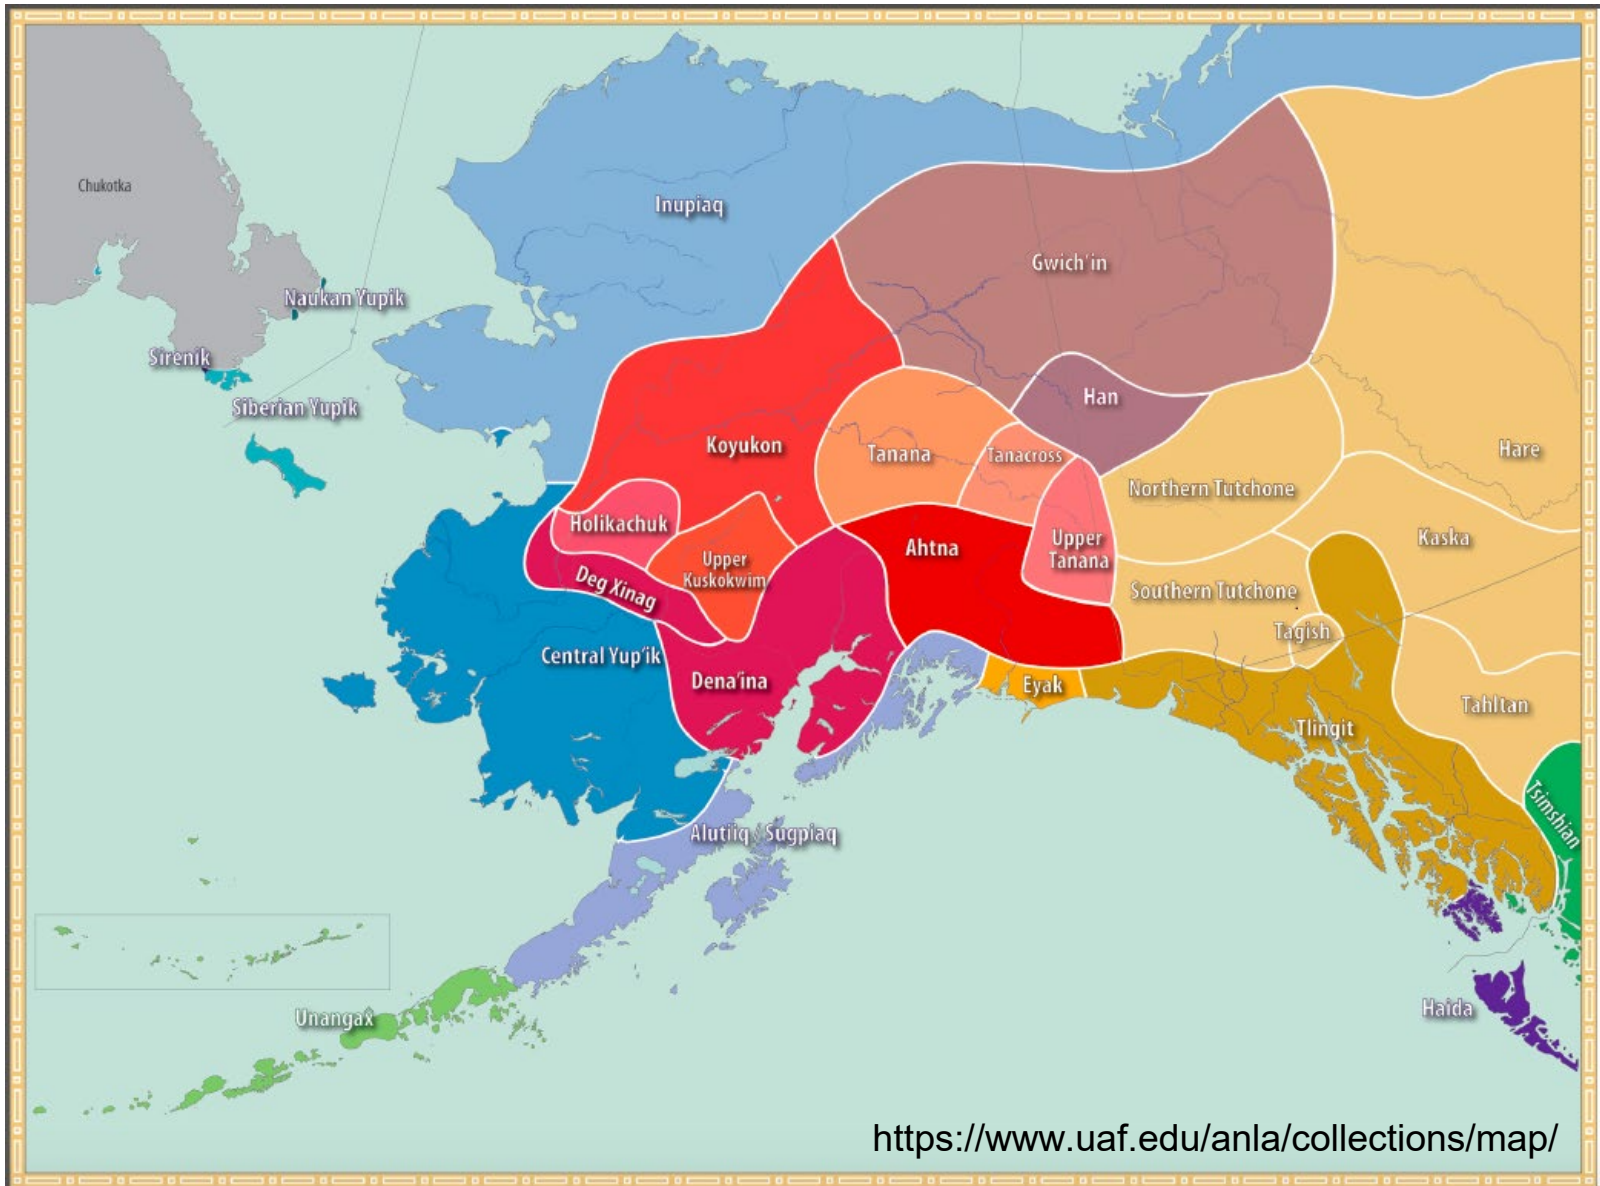 Chukotka
Inupiaq
Gwich'in
Naukan Yupik
Sirenik
Siberian Yupik
Han
Koyukon
Tanana
Tanacross
Hare
Northern Tutchone
Holikachuk
Upper
Kuskokwim
Ahtna
Upper
Tanana
Kaska
Deg Xinag
Southern Tutchone
Tagish
Central Yup'ik
Dena'ina
Eyak
Tahltan
Tlingit
Tsimshian
Alutiiq Sugpiaq
Unangax̂
Haida
https://www.uaf.edu/anla/collections/map/